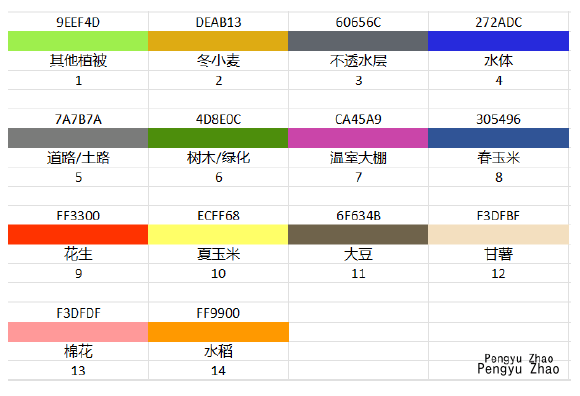 9EEF4D DEAB13 60656C 272ADC
其他植被 冬小麦 不透水层 水体
1 2 3 4
7A7B7A 4D8E0C CA45A9 305496
道路/土路 树木/绿化 温室大棚 春玉米
5 6 7 8
FF3300 ECFF68 6F634B F3DFBF
花生 夏玉米 大豆 甘薯
9 10 11 12
F3DFDF FF9900
棉花 水稻
13 14
Pengyu Zhao
Pengyu Zhao